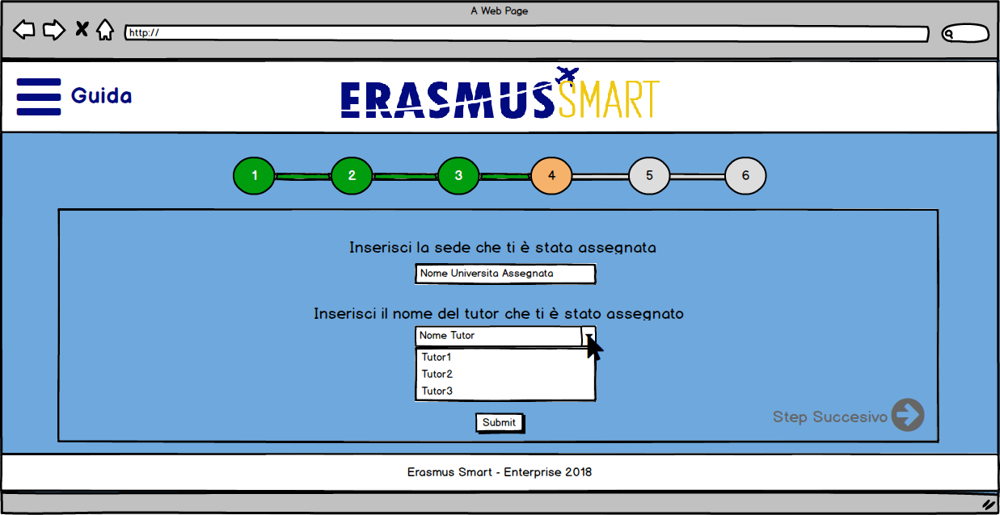 A Web Page
http://
Guida
ERASMUS SMART
1 2 3 4 5 6
Inserisci la sede che ti è stata assegnata
Nome Universita Assegnata
Inserisci il nome del tutor che ti è stato assegnato
Nome Tutor
Tutor1
Tutor2
Tutor3
Step Succesivo
Submit
Erasmus Smart - Enterprise 2018